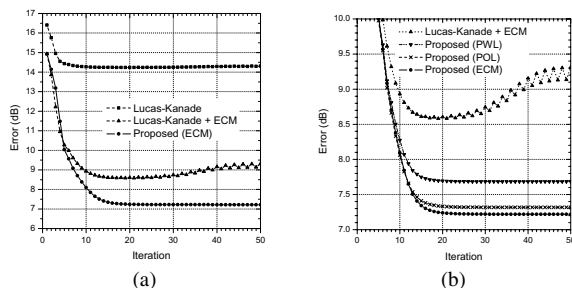 17
16
15
14
13
12
11
10
9
8
7
6
0
10
20
30
40
50
Error (dB)
Iteration
Lucas-Kanade
Lucas-Kanade + ECM
Proposed (ECM)
(a)
10.0
9.5
9.0
8.5
8.0
7.5
7.0
0
10
20
30
40
50
Error (dB)
Iteration
Lucas-Kanade + ECM
Proposed (PWL)
Proposed (POL)
Proposed (ECM)
(b)